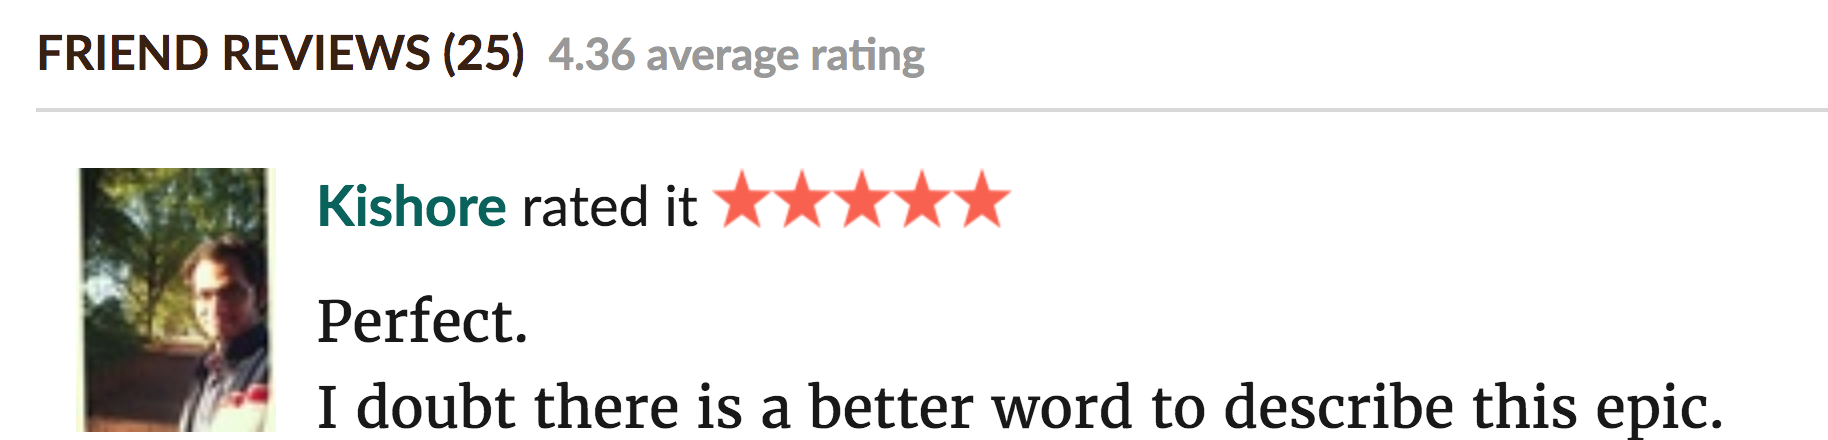 FRIEND REVIEWS (25) 4.36 average rating
Kishore rated it
Perfect.
I doubt there is a better word to describe this epic.